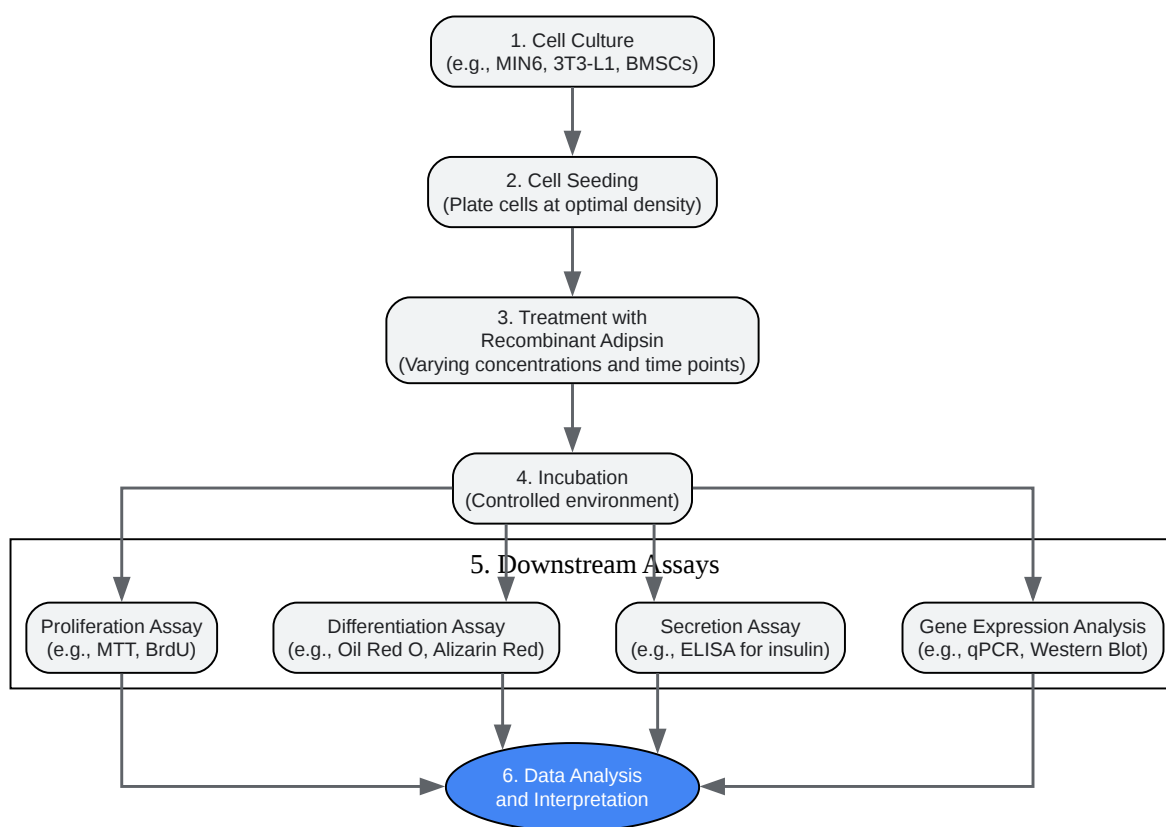 1. Cell Culture
(e.g., MIN6, 3T3-L1, BMSCs)
2. Cell Seeding
(Plate cells at optimal density)
3. Treatment with
Recombinant Adipsin
(Varying concentrations and time points)
4. Incubation
(Controlled environment)
5. Downstream Assays
Proliferation Assay
(e.g., MTT, BrdU)
Differentiation Assay
(e.g., Oil Red O, Alizarin Red)
Secretion Assay
(e.g., ELISA for insulin)
Gene Expression Analysis
(e.g., qPCR, Western Blot)
6. Data Analysis
and Interpretation